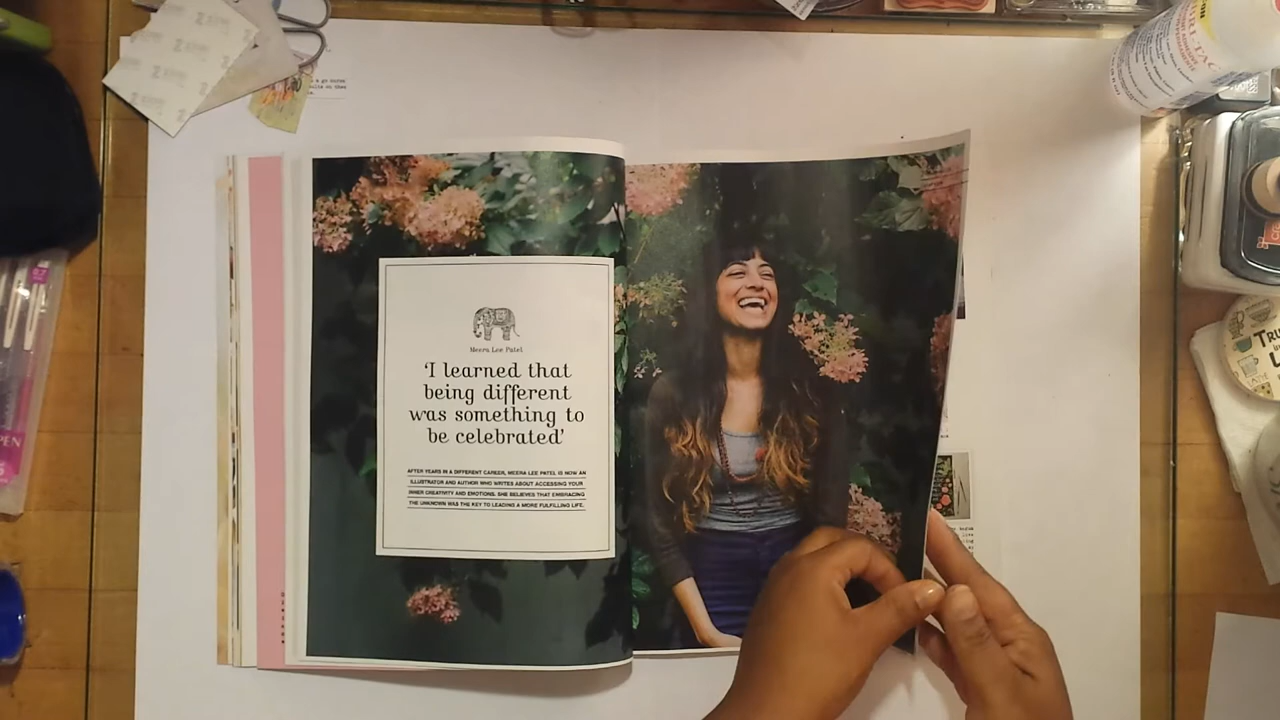 Meera Lee Patel
'I learned that
being different
was something to
be celebrated'
AFTER YEARS IN A DIFFERENT CAREER, MEERA LEE PATEL IS NOW AN
ILLUSTRATOR AND AUTHOR WHO WRITES ABOUT ACCESSING YOUR
INNER CREATIVITY AND EMOTIONS. SHE BELIEVES THAT EMBRACING
THE UNKNOWN WAS THE KEY TO LEADING A MORE FULFILLING LIFE.
PEN